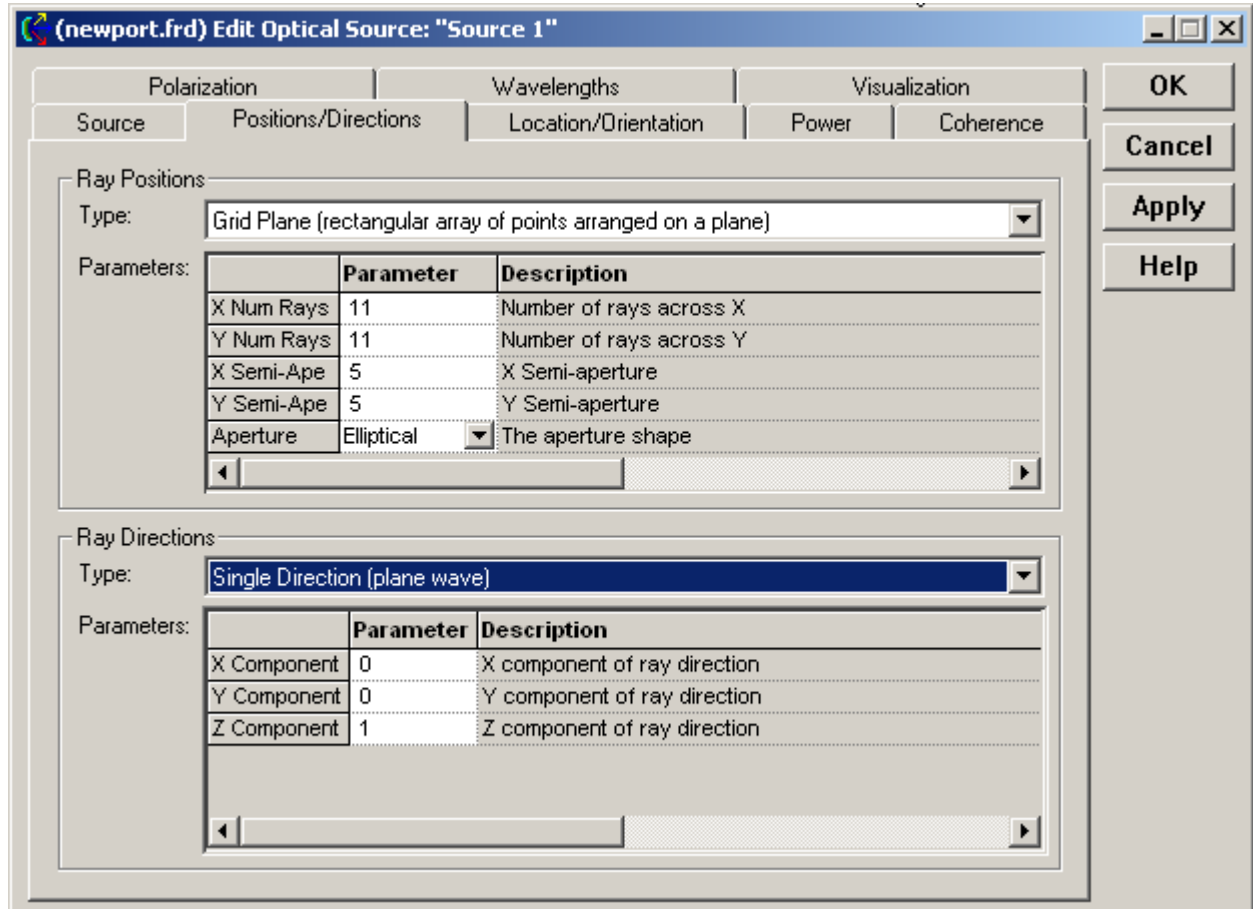 (newport.frd) Edit Optical Source: "Source 1"
Polarization Wavelengths Visualization
Source Positions/Directions Location/Orientation Power Coherence
OK
Cancel
Apply
Help
Ray Positions
Type: Grid Plane (rectangular array of points arranged on a plane)
Parameters: Parameter Description
X Num Rays 11 Number of rays across X
Y Num Rays 11 Number of rays across Y
X Semi-Ape 5 X Semi-aperture
Y Semi-Ape 5 Y Semi-aperture
Aperture Elliptical The aperture shape
Ray Directions
Type: Single Direction (plane wave)
Parameters: Parameter Description
X Component 0 X component of ray direction
Y Component 0 Y component of ray direction
Z Component 1 Z component of ray direction